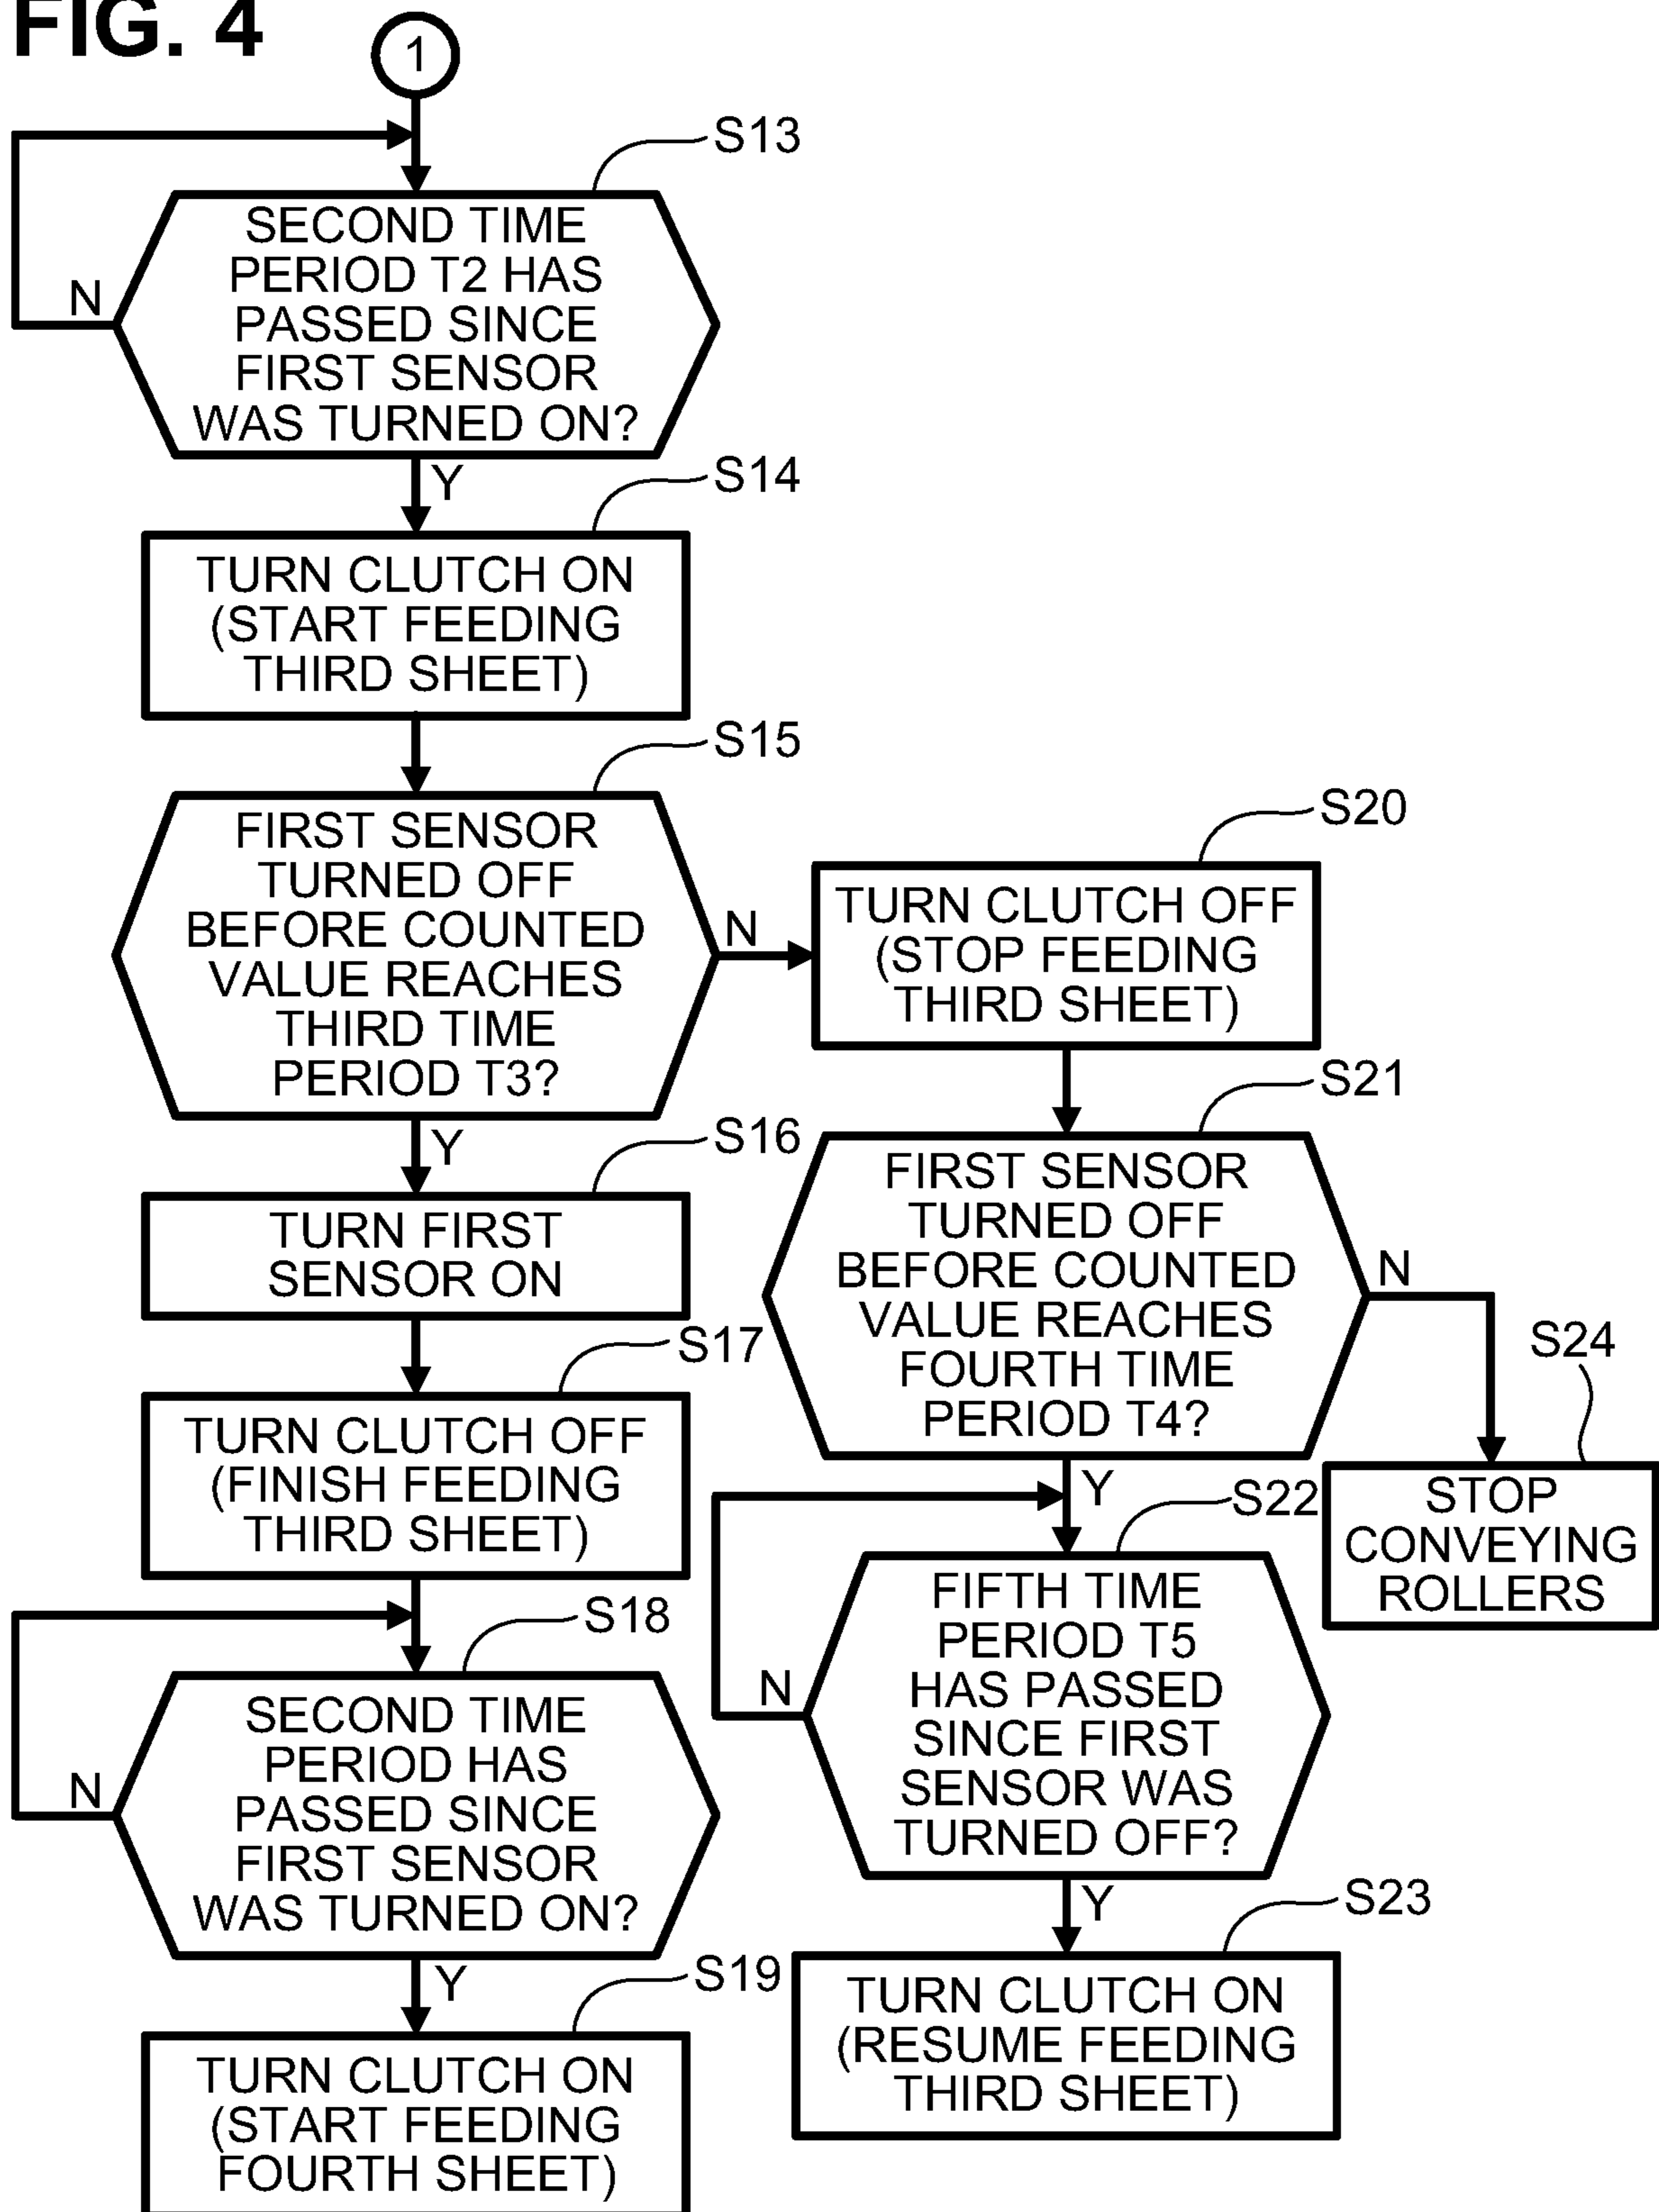 FIG. 4
1
S13
SECOND TIME
PERIOD T2 HAS
PASSED SINCE
FIRST SENSOR
WAS TURNED ON?
N
Y
S14
TURN CLUTCH ON
(START FEEDING
THIRD SHEET)
S15
FIRST SENSOR
TURNED OFF
BEFORE COUNTED
VALUE REACHES
THIRD TIME
PERIOD T3?
N
Y
S16
TURN FIRST
SENSOR ON
S17
TURN CLUTCH OFF
(FINISH FEEDING
THIRD SHEET)
S18
SECOND TIME
PERIOD HAS
PASSED SINCE
FIRST SENSOR
WAS TURNED ON?
N
Y
S19
TURN CLUTCH ON
(START FEEDING
FOURTH SHEET)
S20
TURN CLUTCH OFF
(STOP FEEDING
THIRD SHEET)
S21
FIRST SENSOR
TURNED OFF
BEFORE COUNTED
VALUE REACHES
FOURTH TIME
PERIOD T4?
N
Y
S24
STOP
CONVEYING
ROLLERS
S22
FIFTH TIME
PERIOD T5
HAS PASSED
SINCE FIRST
SENSOR WAS
TURNED OFF?
N
Y
S23
TURN CLUTCH ON
(RESUME FEEDING
THIRD SHEET)